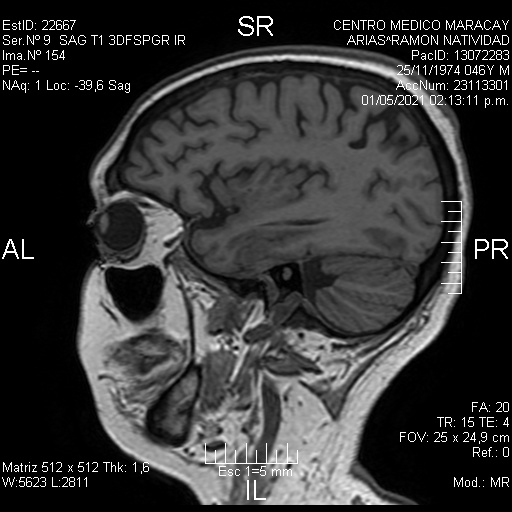 EstID: 22667
Ser.Nº 9 SAG T1 3DFSPGR IR
Ima.Nº 154
PE= --
NAq: 1 Loc: -39,6 Sag
SR
CENTRO MEDICO MARACAY
ARIAS^RAMON NATIVIDAD
PacID: 13072283
25/11/1974 046Y M
AccNum: 23113301
01/05/2021 02:13:11 p.m.
AL
PR
Matriz 512 x 512 Thk: 1,6
W:5623 L:2811
Esc 1=5 mm
IL
FA: 20
TR: 15 TE: 4
FOV: 25 x 24,9 cm
Ref.: 0
Mod.: MR